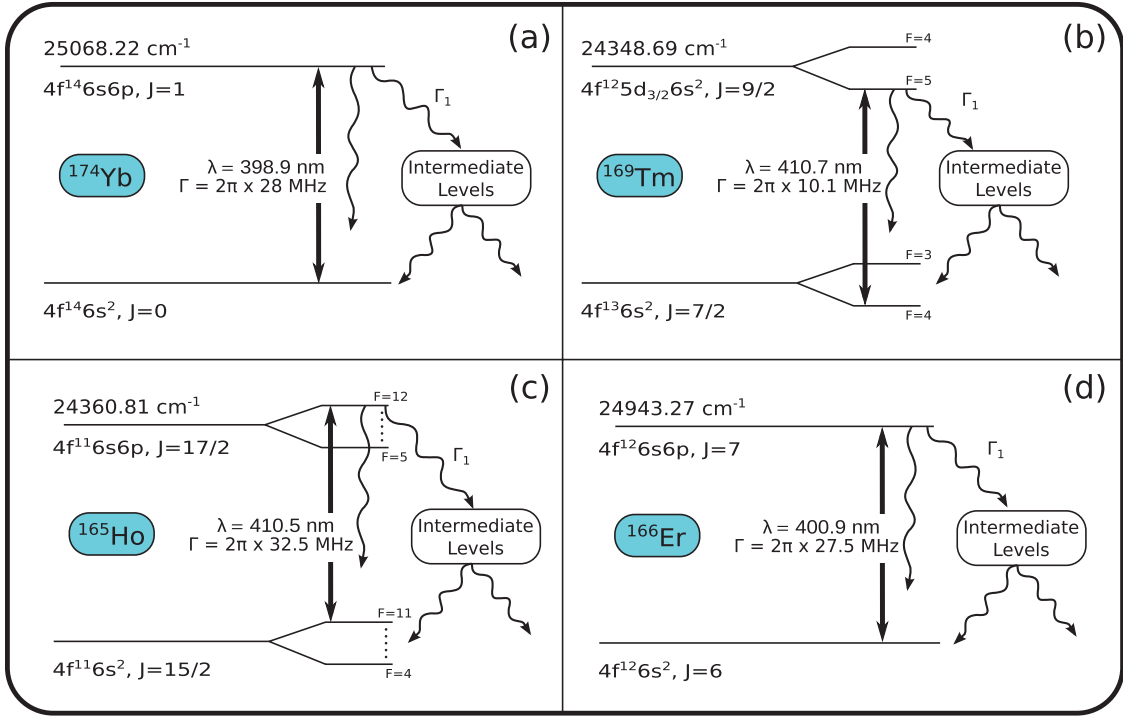 (a)
25068.22 cm⁻¹
4f¹⁴6s6p, J=1
Γ₁
¹⁷⁴Yb
λ = 398.9 nm
Γ = 2π x 28 MHz
Intermediate
Levels
4f¹⁴6s², J=0
(b)
24348.69 cm⁻¹
F=4
4f¹²5d₃/₂6s², J=9/2
F=5
Γ₁
¹⁶⁹Tm
λ = 410.7 nm
Γ = 2π x 10.1 MHz
Intermediate
Levels
F=3
4f¹³6s², J=7/2
F=4
(c)
24360.81 cm⁻¹
F=12
4f¹¹6s6p, J=17/2
F=5
Γ₁
¹⁶⁵Ho
λ = 410.5 nm
Γ = 2π x 32.5 MHz
Intermediate
Levels
F=11
4f¹¹6s², J=15/2
F=4
(d)
24943.27 cm⁻¹
4f¹²6s6p, J=7
Γ₁
¹⁶⁶Er
λ = 400.9 nm
Γ = 2π x 27.5 MHz
Intermediate
Levels
4f¹²6s², J=6